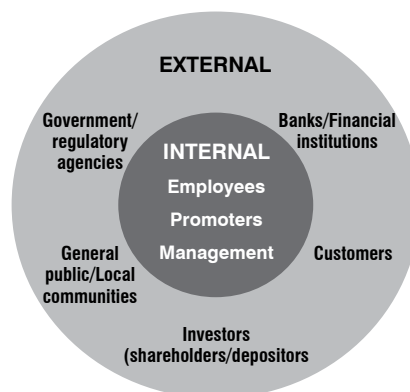 EXTERNAL
Government/
regulatory
agencies
Banks/Financial
institutions
INTERNAL
Employees
Promoters
Management
General
public/Local
communities
Customers
Investors
(shareholders/depositors